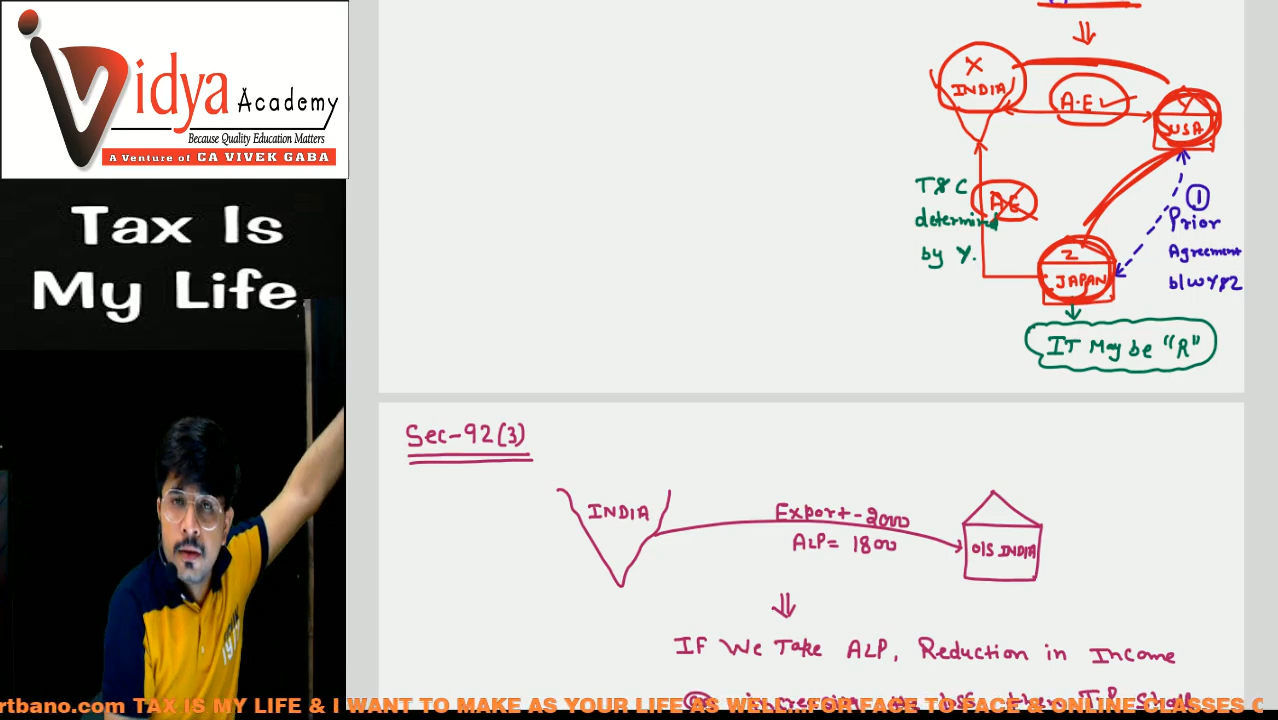 Vidya
Academy
Because Quality Education Matters
A Venture of CA VIVEK GABA
Tax Is
My Life
X
INDIA
A.E
Y
USA
T&C
determined
by Y.
A.E
1
Prior
Agreement
b/w Y&Z
Z
JAPAN
IT May be "R"
Sec-92(3)
INDIA
Export-2000
ALP= 1800
O/S INDIA
IF We Take ALP, Reduction in Income
rtbano.com TAX IS MY LIFE & I WANT TO MAKE AS YOUR LIFE AS WELL...FOR FACE TO FACE & ONLINE CLASSES